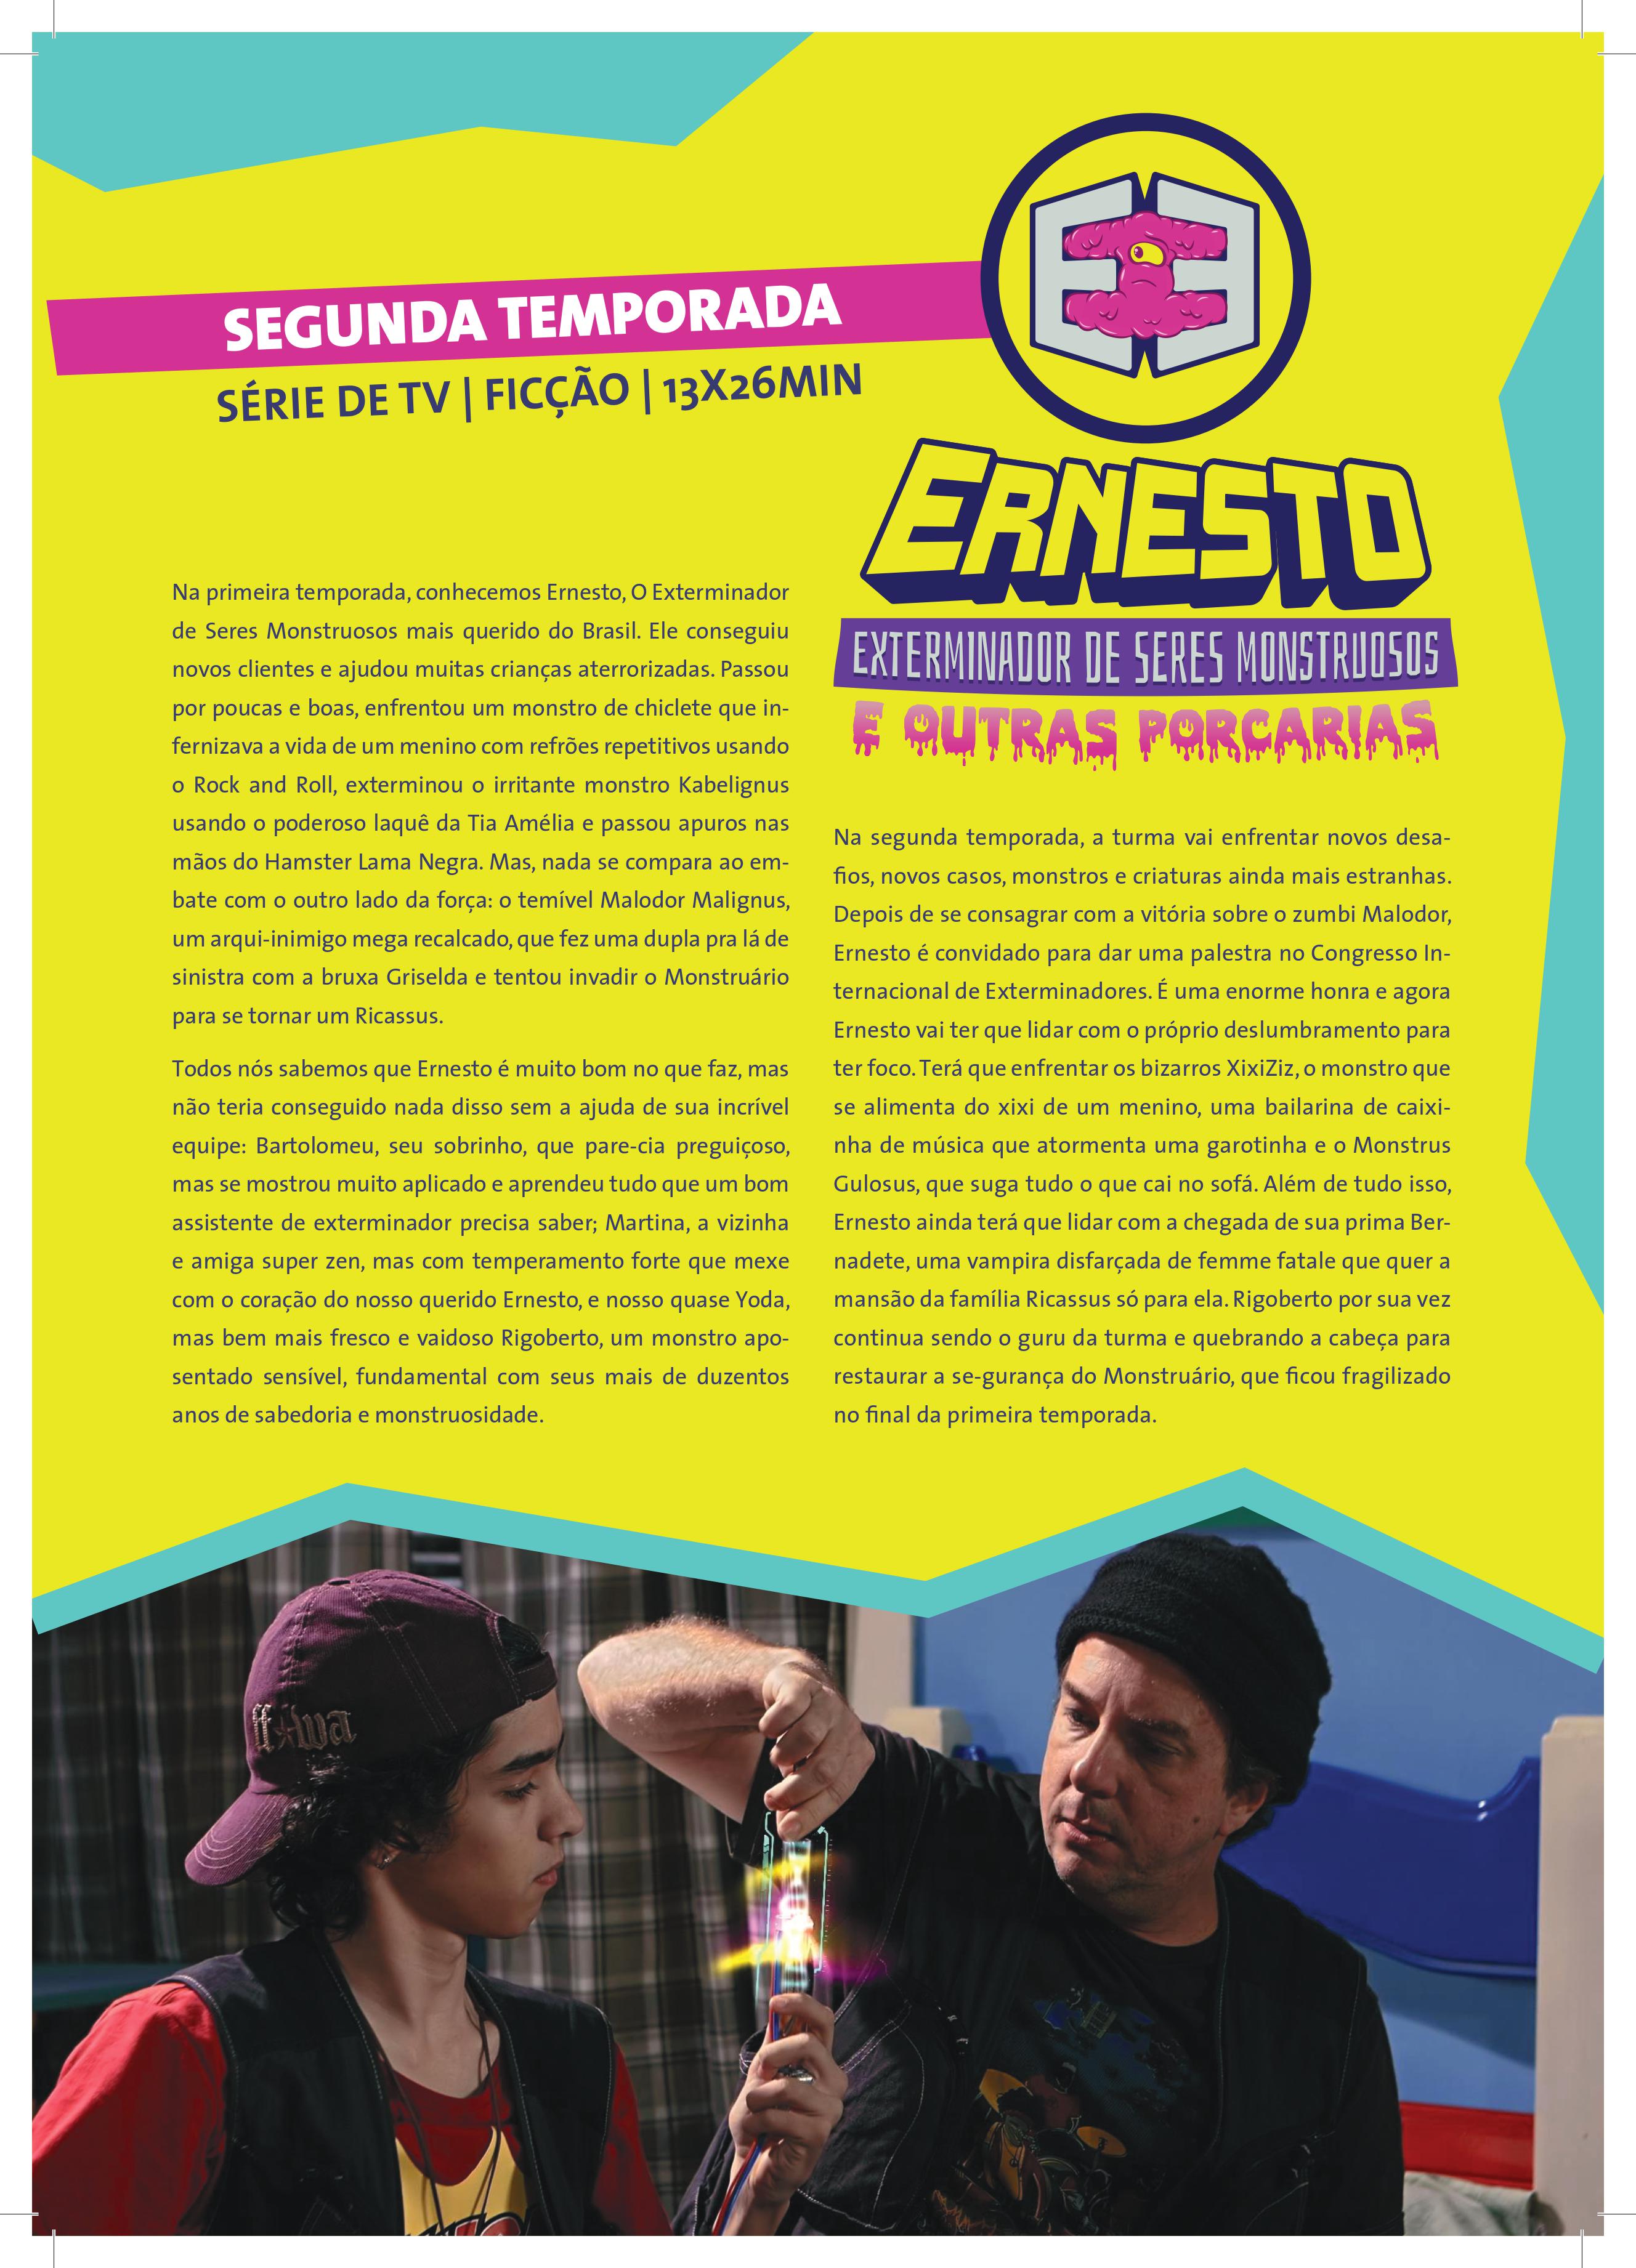 SEGUNDA TEMPORADA
SÉRIE DE TV | FICÇÃO | 13X26MIN
ERNESTO
EXTERMINADOR DE SERES MONSTRUOSOS
E OUTRAS PORCARIAS
Na primeira temporada, conhecemos Ernesto, O Exterminador
de Seres Monstruosos mais querido do Brasil. Ele conseguiu
novos clientes e ajudou muitas crianças aterrorizadas. Passou
por poucas e boas, enfrentou um monstro de chiclete que in-
fernizava a vida de um menino com refrões repetitivos usando
o Rock and Roll, exterminou o irritante monstro Kabelignus
usando o poderoso laquê da Tia Amélia e passou apuros nas
mãos do Hamster Lama Negra. Mas, nada se compara ao em-
bate com o outro lado da força: o temível Malodor Malignus,
um arqui-inimigo mega recalcado, que fez uma dupla pra lá de
sinistra com a bruxa Griselda e tentou invadir o Monstruário
para se tornar um Ricassus.
Todos nós sabemos que Ernesto é muito bom no que faz, mas
não teria conseguido nada disso sem a ajuda de sua incrível
equipe: Bartolomeu, seu sobrinho, que pare-cia preguiçoso,
mas se mostrou muito aplicado e aprendeu tudo que um bom
assistente de exterminador precisa saber; Martina, a vizinha
e amiga super zen, mas com temperamento forte que mexe
com o coração do nosso querido Ernesto, e nosso quase Yoda,
mas bem mais fresco e vaidoso Rigoberto, um monstro apo-
sentado sensível, fundamental com seus mais de duzentos
anos de sabedoria e monstruosidade.
Na segunda temporada, a turma vai enfrentar novos desa-
fios, novos casos, monstros e criaturas ainda mais estranhas.
Depois de se consagrar com a vitória sobre o zumbi Malodor,
Ernesto é convidado para dar uma palestra no Congresso In-
ternacional de Exterminadores. É uma enorme honra e agora
Ernesto vai ter que lidar com o próprio deslumbramento para
ter foco. Terá que enfrentar os bizarros XixiZiz, o monstro que
se alimenta do xixi de um menino, uma bailarina de caixi-
nha de música que atormenta uma garotinha e o Monstrus
Gulosus, que suga tudo o que cai no sofá. Além de tudo isso,
Ernesto ainda terá que lidar com a chegada de sua prima Ber-
nadete, uma vampira disfarçada de femme fatale que quer a
mansão da família Ricassus só para ela. Rigoberto por sua vez
continua sendo o guru da turma e quebrando a cabeça para
restaurar a se-gurança do Monstruário, que ficou fragilizado
no final da primeira temporada.